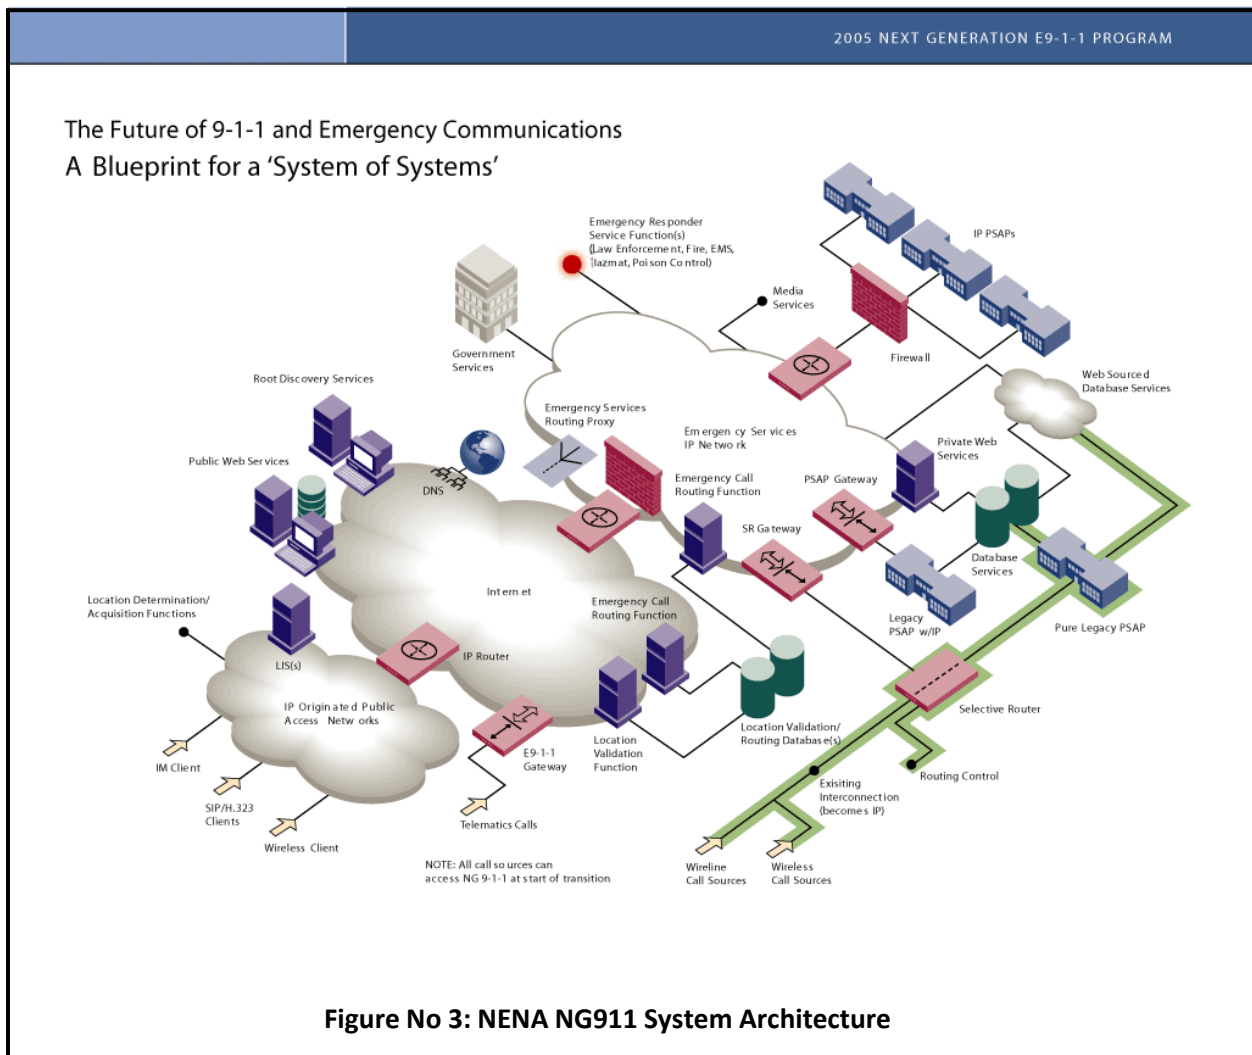 2005 NEXT GENERATION E9-1-1 PROGRAM
The Future of 9-1-1 and Emergency Communications
A Blueprint for a ‘System of Systems’
Emergency Responder
Service Function(s)
(Law Enforcement, Fire, EMS,
Hazmat, Poison Control)
IP PSAPs
Media
Services
Government
Services
Firewall
Web Sourced
Database Services
Root Discovery Services
Emergency Services
Routing Proxy
Emergency Services
IP Network
Private Web
Services
Public Web Services
DNS
Emergency Call
Routing Function
PSAP Gateway
SR Gateway
Database
Services
Internet
Location Determination/
Acquisition Functions
Emergency Call
Routing Function
Legacy
PSAP w/IP
Pure Legacy PSAP
LIS(s)
IP Router
IP Originated Public
Access Networks
Selective Router
Location Validation/
Routing Database(s)
E9-1-1
Gateway
Location
Validation
Function
IM Client
Exisiting
Interconnection
(becomes IP)
Routing Control
SIP/H.323
Clients
Telematics Calls
Wireless Client
NOTE: All call sources can
access NG 9-1-1 at start of transition
Wireline
Call Sources
Wireless
Call Sources
Figure No 3: NENA NG911 System Architecture